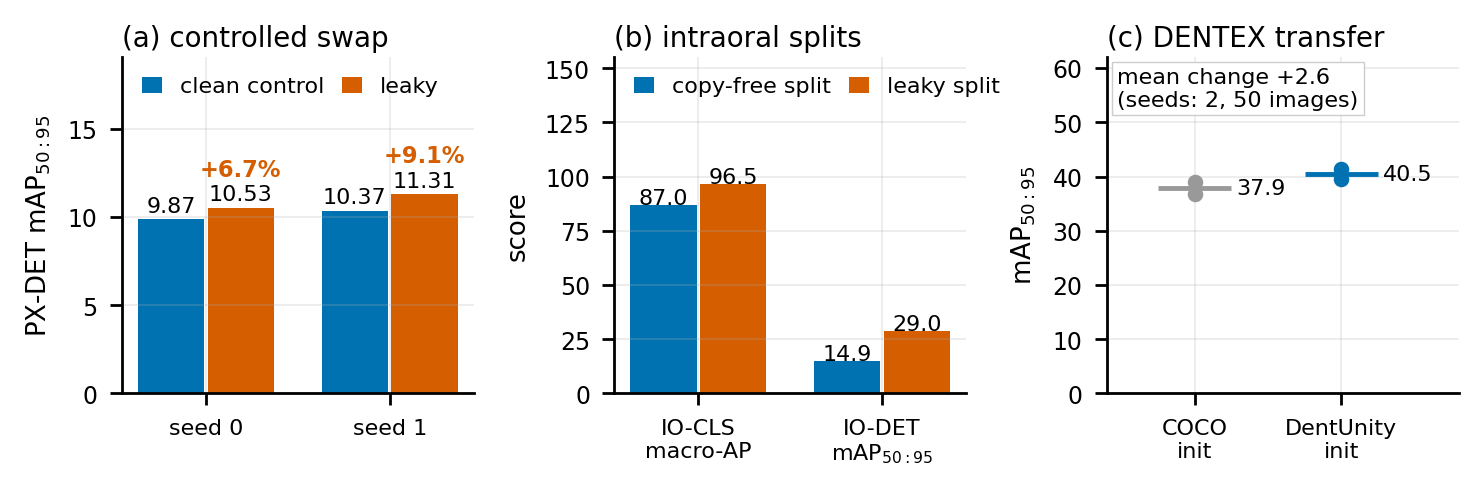 (a) controlled swap
clean control
leaky
PX-DET mAP50:95
15
10
5
0
9.87
+6.7%
10.53
10.37
+9.1%
11.31
seed 0
seed 1
(b) intraoral splits
copy-free split
leaky split
score
150
125
100
75
50
25
0
87.0
96.5
14.9
29.0
IO-CLS
macro-AP
IO-DET
mAP50:95
(c) DENTEX transfer
mean change +2.6
(seeds: 2, 50 images)
mAP50:95
60
50
40
30
20
10
0
37.9
40.5
COCO
init
DentUnity
init